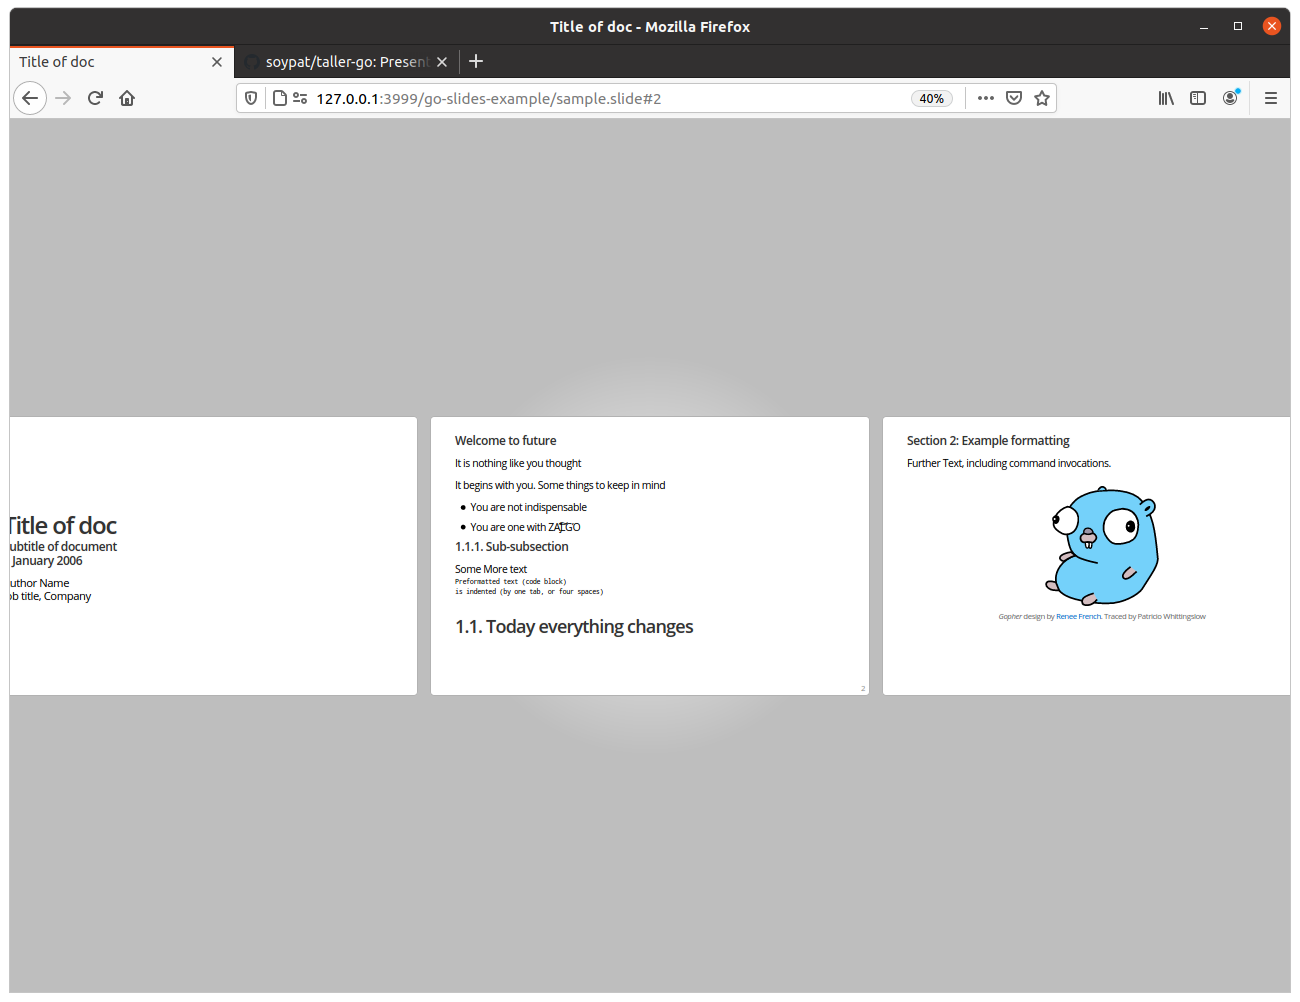 Title of doc - Mozilla Firefox
Title of doc
soypat/taller-go: Present
127.0.0.1:3999/go-slides-example/sample.slide#2
40%
Title of doc
ubtitle of document
January 2006
uthor Name
ob title, Company
Welcome to future
It is nothing like you thought
It begins with you. Some things to keep in mind
• You are not indispensable
• You are one with ZALGO
1.1.1. Sub-subsection
Some More text
Preformatted text (code block)
is indented (by one tab, or four spaces)
1.1. Today everything changes
2
Section 2: Example formatting
Further Text, including command invocations.
Gopher design by Renee French. Traced by Patricio Whittingslow